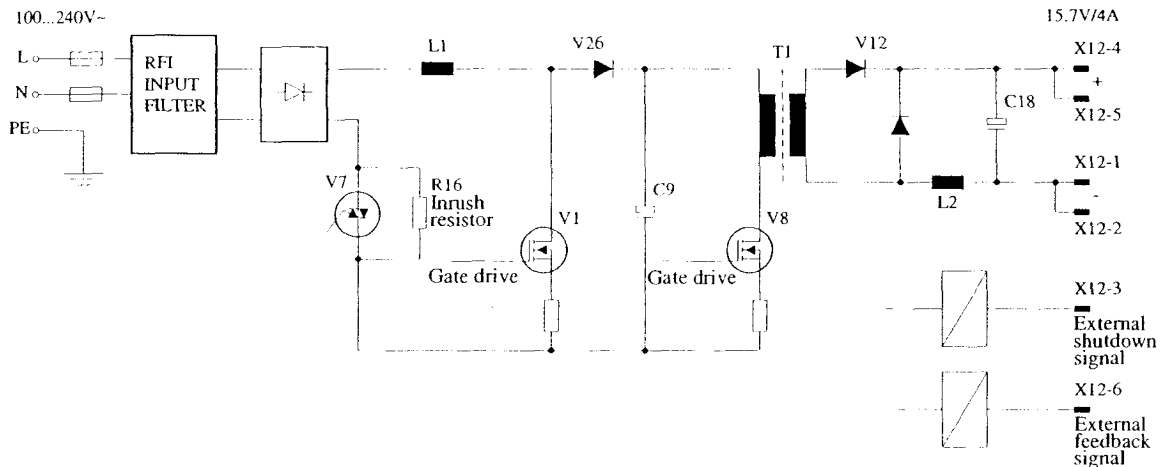 100...240V~
15.7V/4A
L
N
PE
RFI
INPUT
FILTER
L1
V26
T1
V12
X12-4
+
X12-5
C18
X12-1
-
X12-2
L2
V7
R16
Inrush
resistor
V1
C9
V8
Gate drive
Gate drive
X12-3
External
shutdown
signal
X12-6
External
feedback
signal